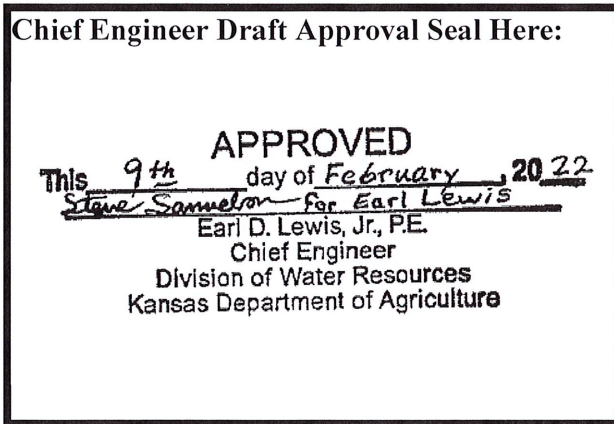 Chief Engineer Draft Approval Seal Here:
APPROVED
This 9th day of February, 2022
Steve Samuelson for Earl Lewis
Earl D. Lewis, Jr., P.E.
Chief Engineer
Division of Water Resources
Kansas Department of Agriculture